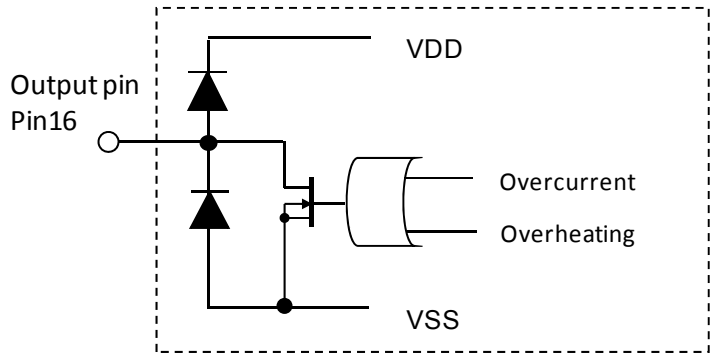 VDD
Output pin
Pin16
Overcurrent
Overheating
VSS